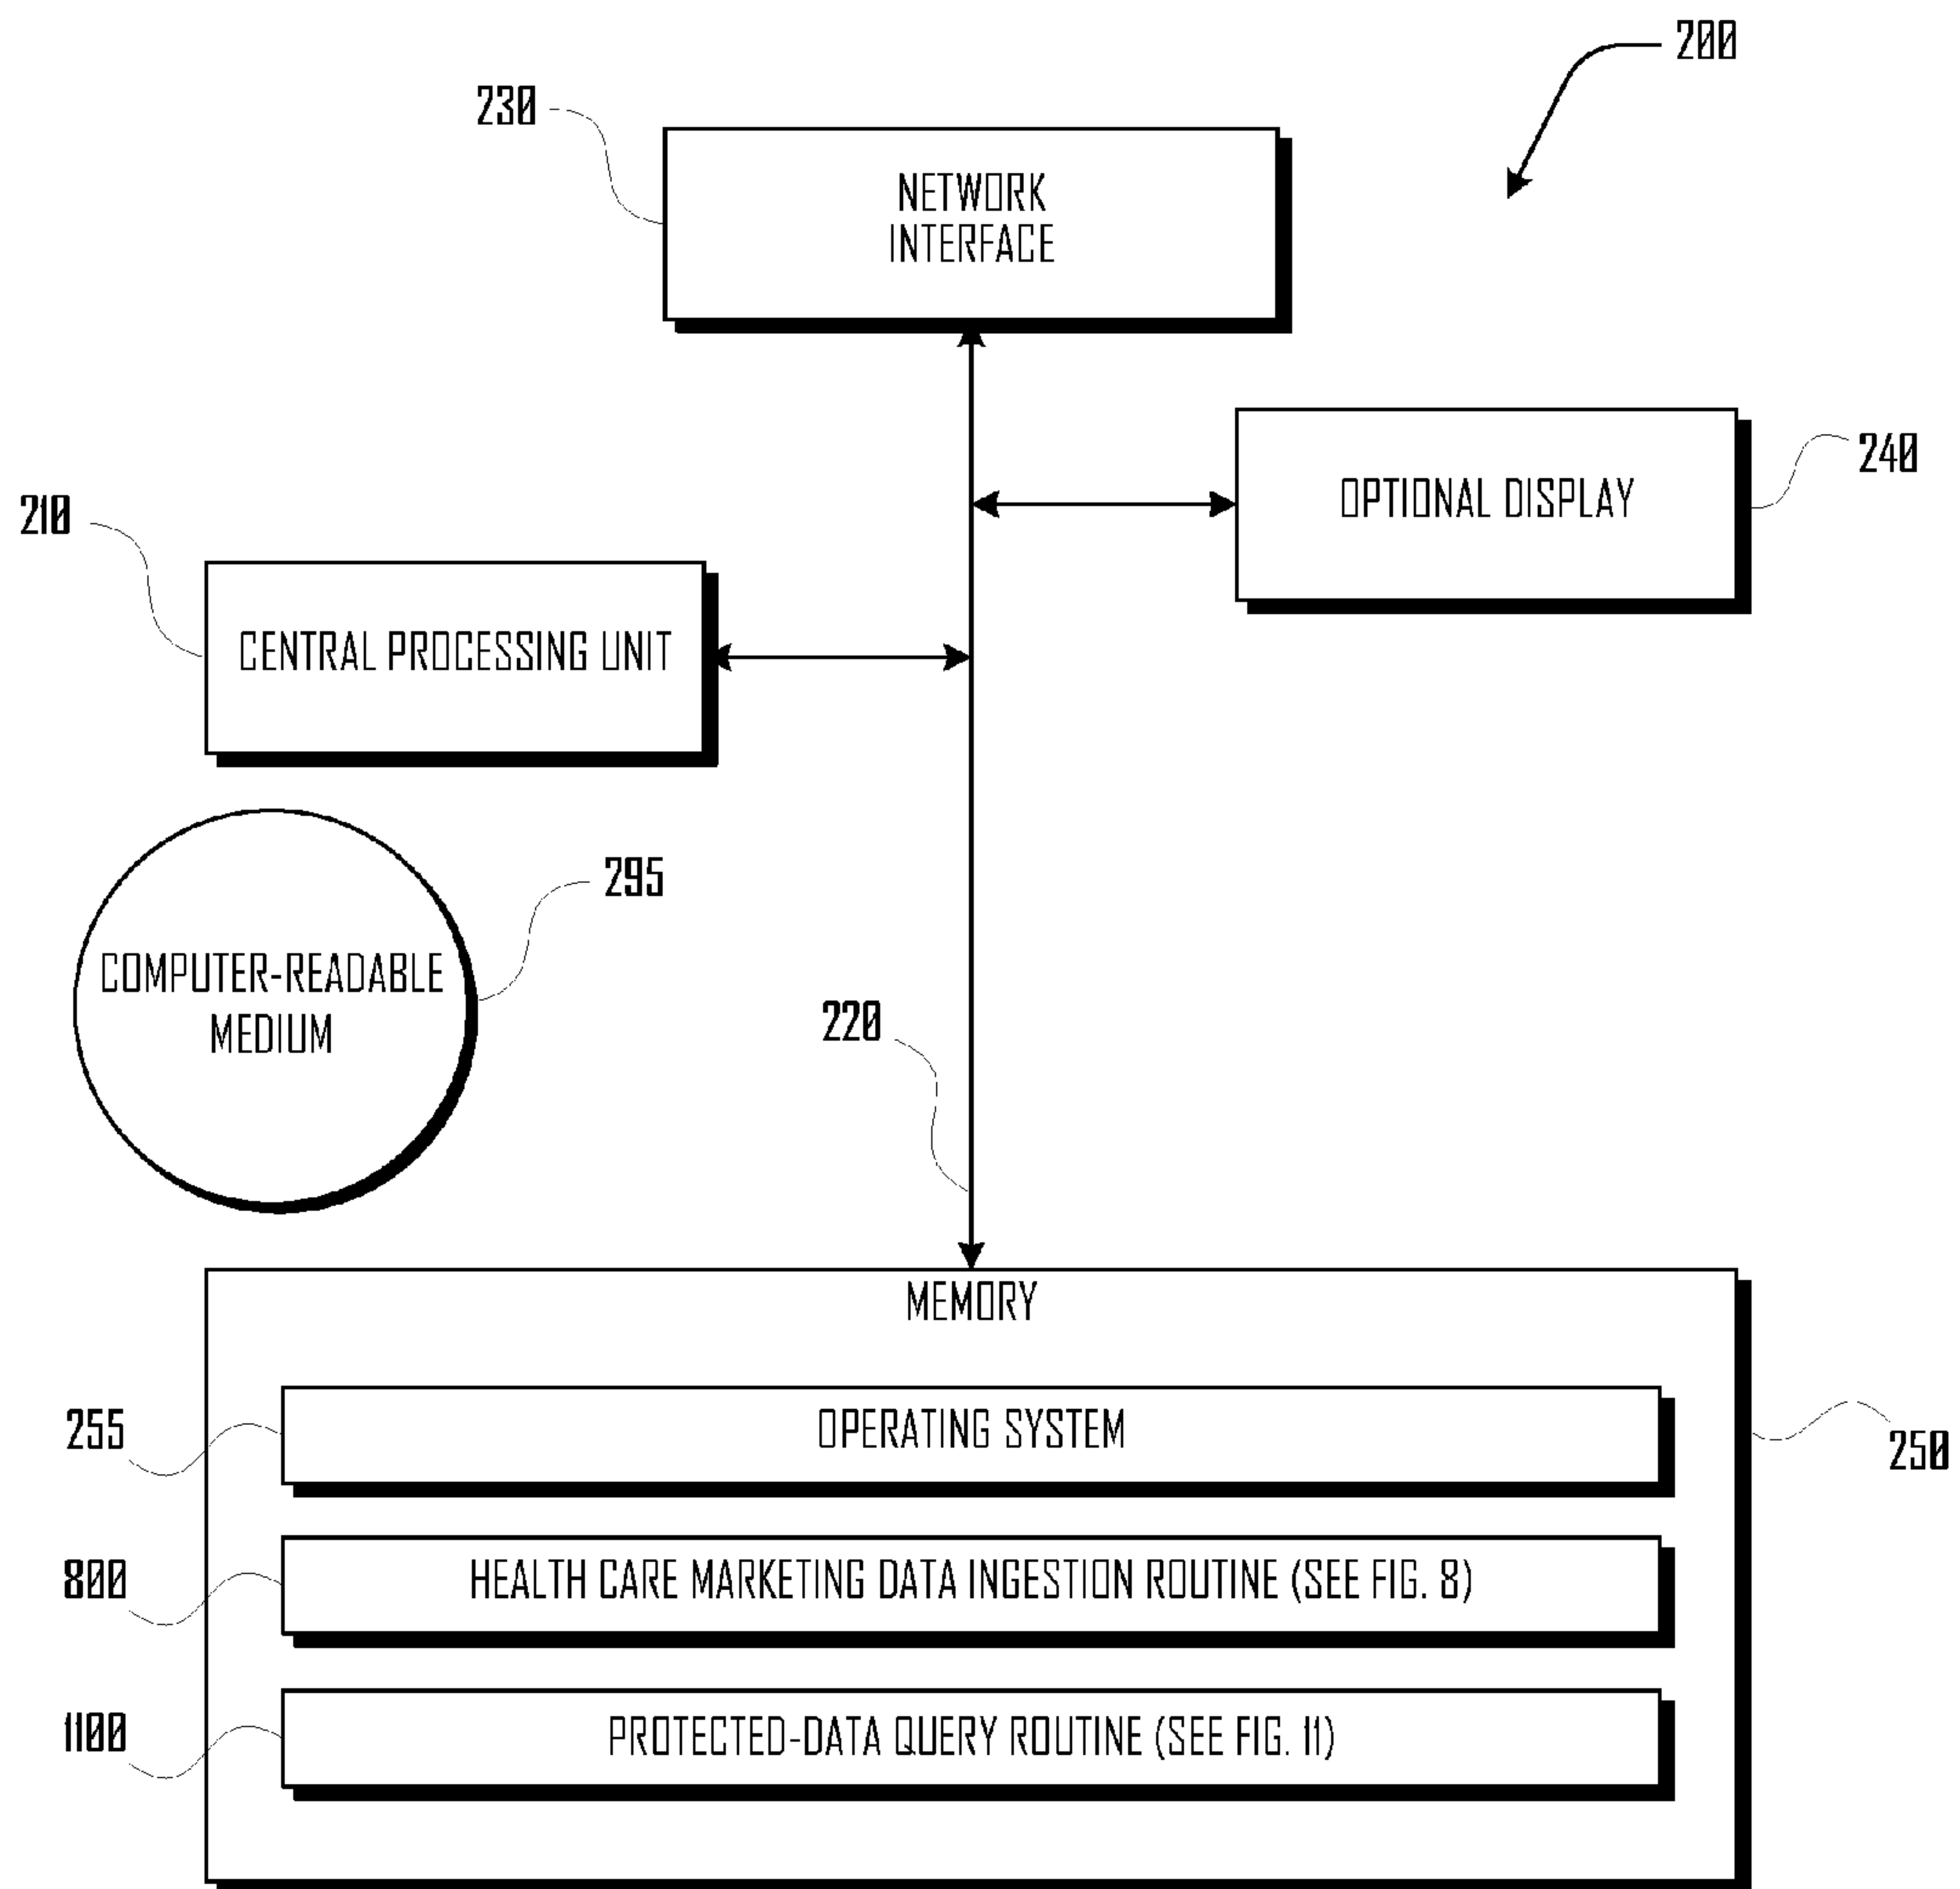 200
230
NETWORK
INTERFACE
240
OPTIONAL DISPLAY
210
CENTRAL PROCESSING UNIT
295
COMPUTER-READABLE
MEDIUM
220
MEMORY
255
OPERATING SYSTEM
250
800
HEALTH CARE MARKETING DATA INGESTION ROUTINE (SEE FIG. 8)
1100
PROTECTED-DATA QUERY ROUTINE (SEE FIG. 11)